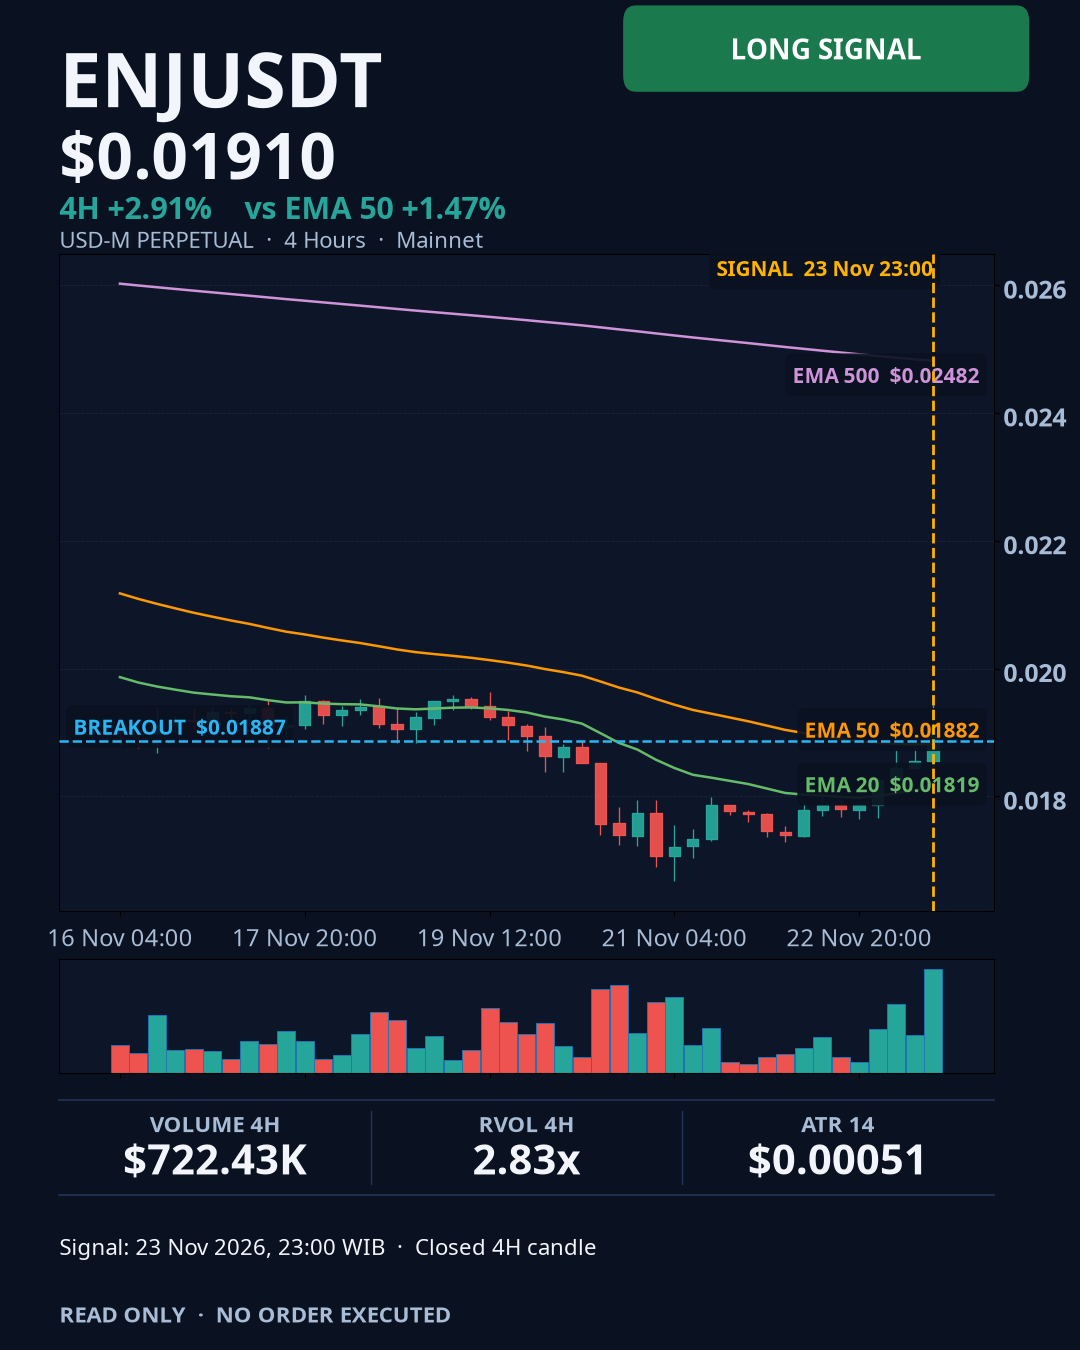 LONG SIGNAL
ENJUSDT
$0.01910
4H +2.91% vs EMA 50 +1.47%
USD-M PERPETUAL · 4 Hours · Mainnet
SIGNAL 23 Nov 23:00
0.026
EMA 500 $0.02482
0.024
0.022
0.020
BREAKOUT $0.01887
EMA 50 $0.01882
EMA 20 $0.01819
0.018
16 Nov 04:00 17 Nov 20:00 19 Nov 12:00 21 Nov 04:00 22 Nov 20:00
VOLUME 4H RVOL 4H ATR 14
$722.43K 2.83x $0.00051
Signal: 23 Nov 2026, 23:00 WIB · Closed 4H candle
READ ONLY · NO ORDER EXECUTED